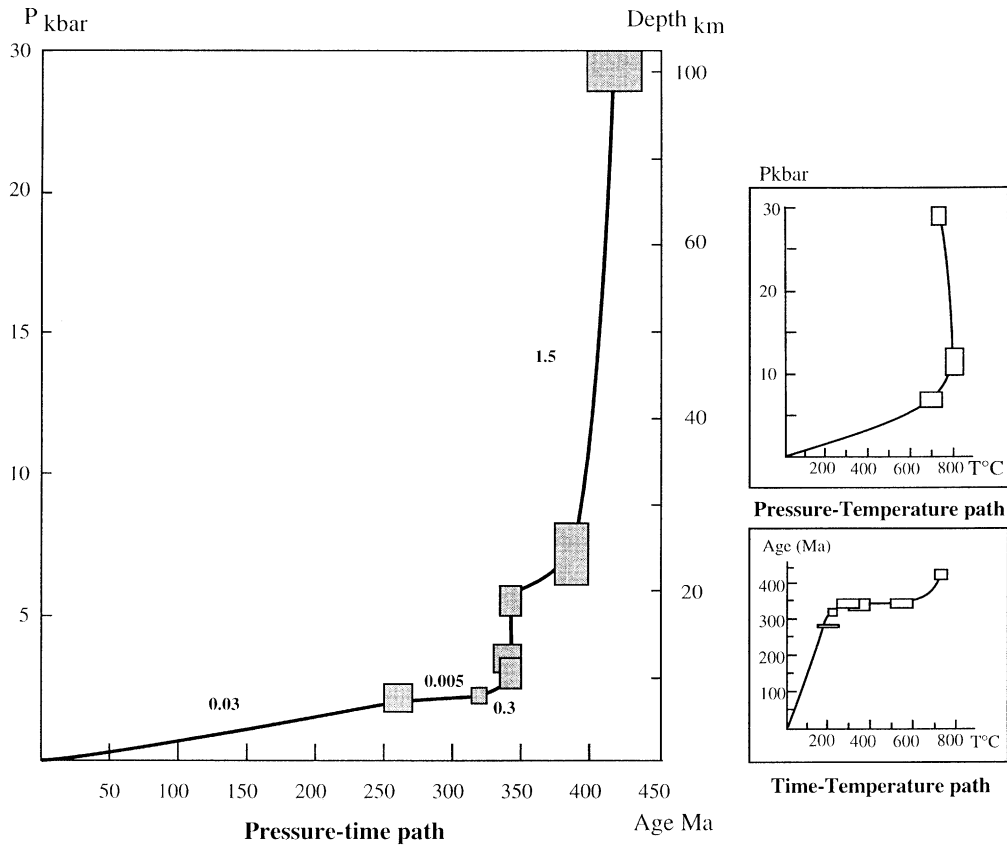 P kbar
Depth km
30
20
15
10
5
100
60
40
20
1.5
0.005
0.3
0.03
50 100 150 200 250 300 350 400 450
Age Ma
Pressure-time path
Pkbar
30
20
10
200 400 600 800 T°C
Pressure-Temperature path
Age (Ma)
400
300
200
100
200 400 600 800 T°C
Time-Temperature path